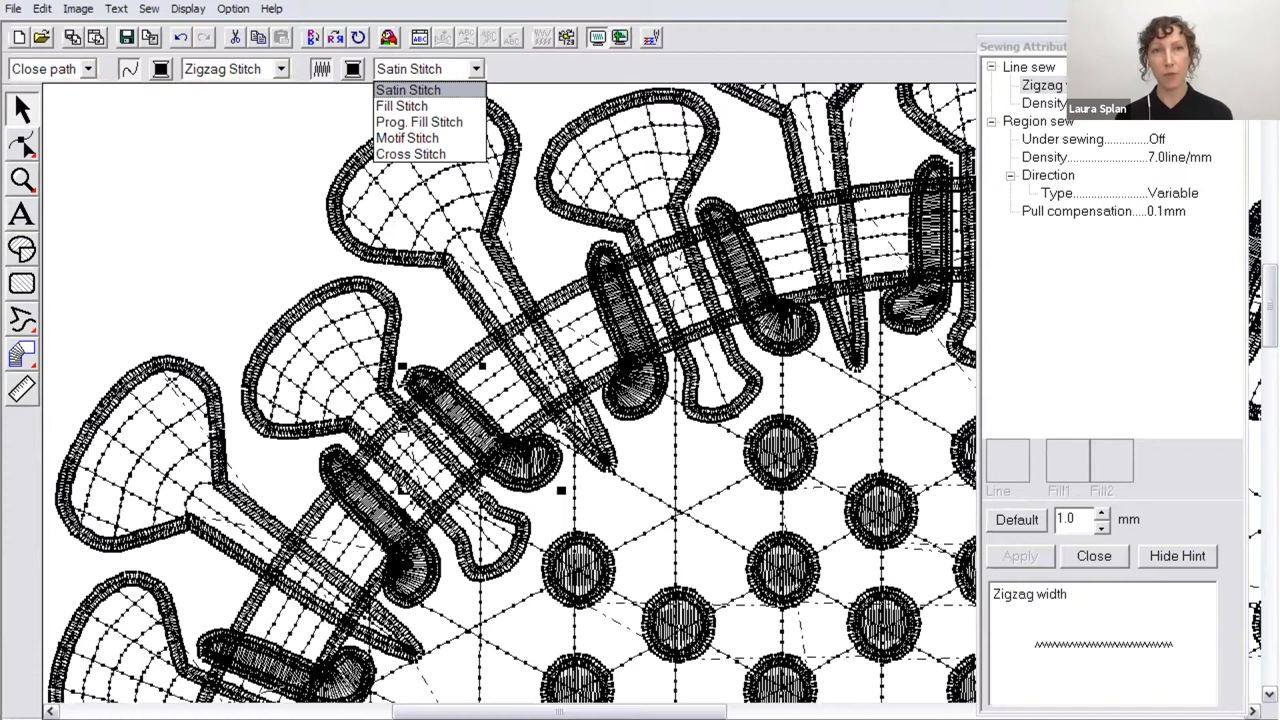 File Edit Image Text Sew Display Option Help
Close path Zigzag Stitch Satin Stitch
Satin Stitch
Fill Stitch
Prog. Fill Stitch
Motif Stitch
Cross Stitch
A
Sewing Attribut
Line sew
Zigzag w
Density
Region sew
Under sewing..............Off
Density.......................7.0line/mm
Direction
Type......................Variable
Pull compensation.....0.1mm
Line Fill1 Fill2
Default 1.0 mm
Apply Close Hide Hint
Zigzag width
Laura Splan